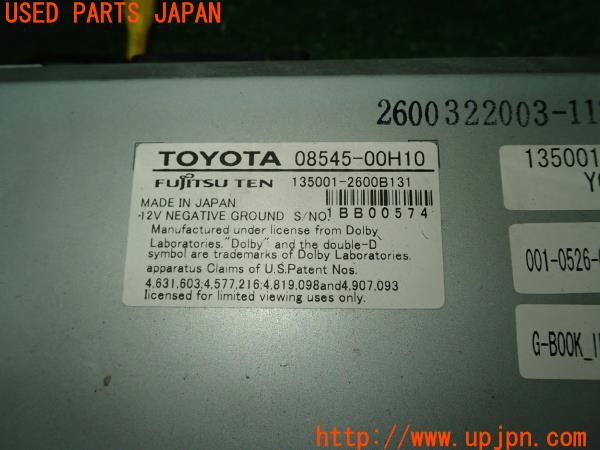 USED PARTS JAPAN
2600322003-11
TOYOTA 08545-00H10
FUJITSU TEN 135001-2600B131
MADE IN JAPAN
12V NEGATIVE GROUND S/NO. 1BB00574
Manufactured under license from Dolby
Laboratories. "Dolby" and the double-D
symbol are trademarks of Dolby Laboratories.
apparatus Claims of U.S.Patent Nos.
4,631,603;4,577,216;4,819,098and4,907,093
licensed for limited viewing uses only.
135001
001-0526-
G-BOOK_I
UPJ
http://www.upjpn.com